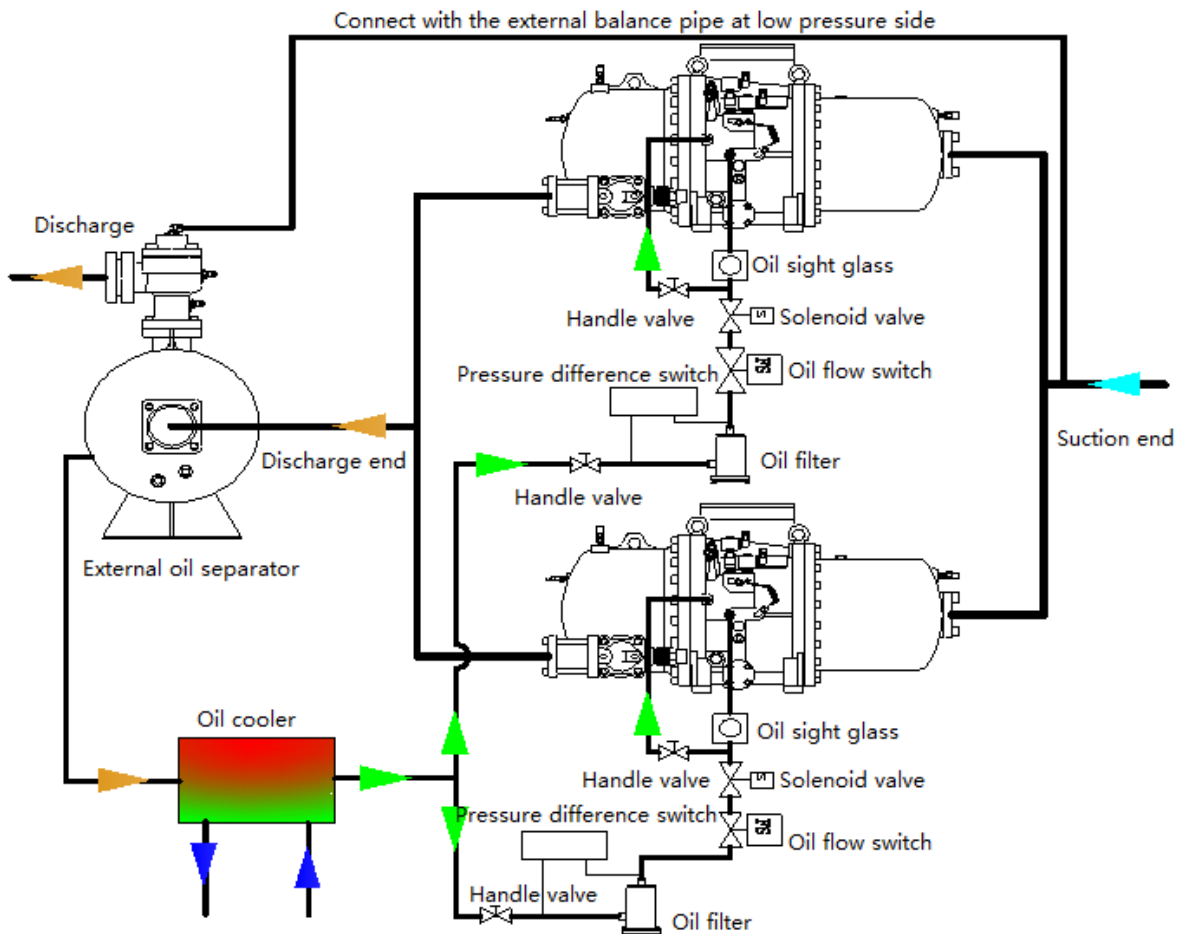 Connect with the external balance pipe at low pressure side
Discharge
Oil sight glass
Handle valve
S
Solenoid valve
Pressure difference switch
Oil flow switch
Discharge end
Suction end
Oil filter
Handle valve
External oil separator
Oil cooler
Oil sight glass
Handle valve
S
Solenoid valve
Pressure difference switch
Oil flow switch
Handle valve
Oil filter